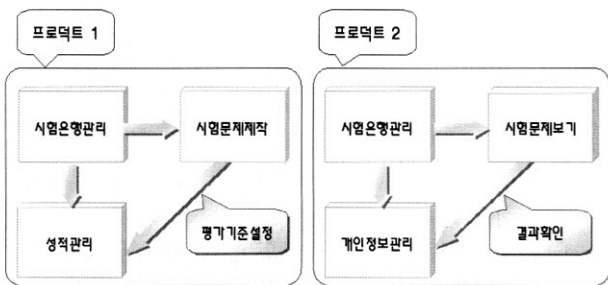 프로덕트 1
프로덕트 2
시험은행관리
시험문제제작
성적관리
평가기준설정
시험은행관리
시험문제보기
개인정보관리
결과확인